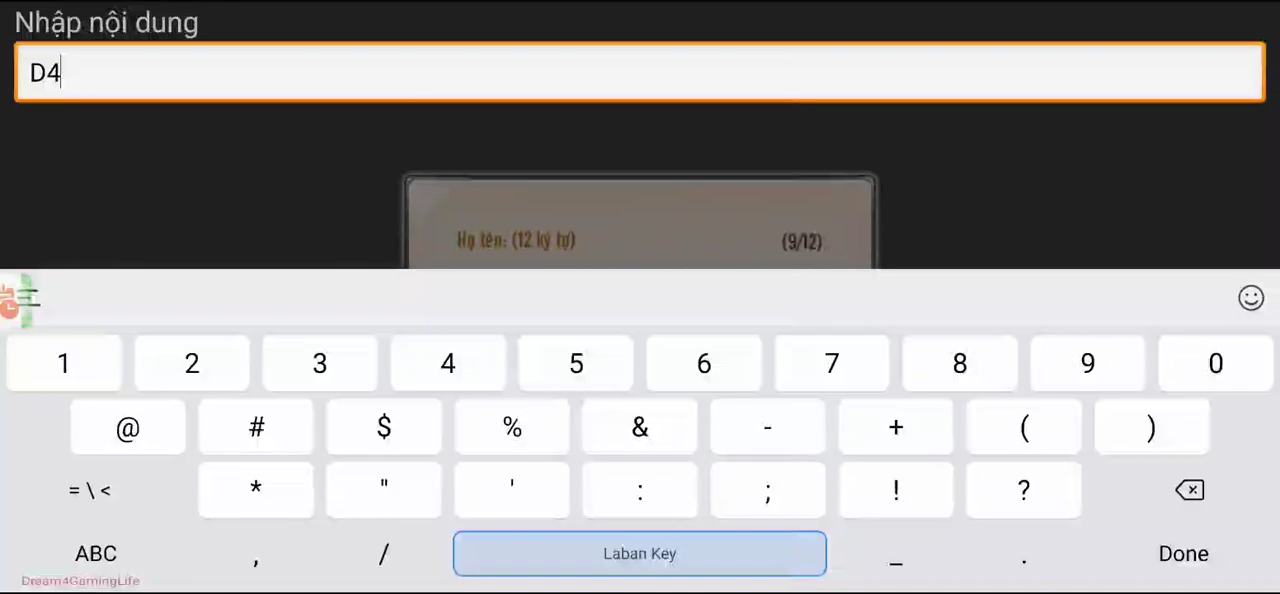 Nhập nội dung
D4
Họ tên: (12 ký tự) (9/12)
1 2 3 4 5 6 7 8 9 0
@ # $ % & - + ( )
= \ < * " ' : ; ! ?
ABC , / Laban Key _ . Done
Dream4GamingLife